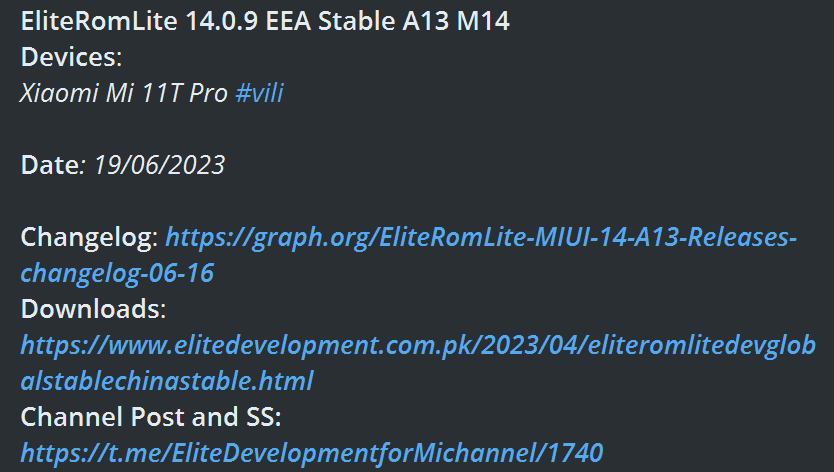 EliteRomLite 14.0.9 EEA Stable A13 M14
Devices:
Xiaomi Mi 11T Pro #vili
Date: 19/06/2023
Changelog: https://graph.org/EliteRomLite-MIUI-14-A13-Releases-
changelog-06-16
Downloads:
https://www.elitedevelopment.com.pk/2023/04/eliteromlitedevglob
alstablechinastable.html
Channel Post and SS:
https://t.me/EliteDevelopmentforMichannel/1740